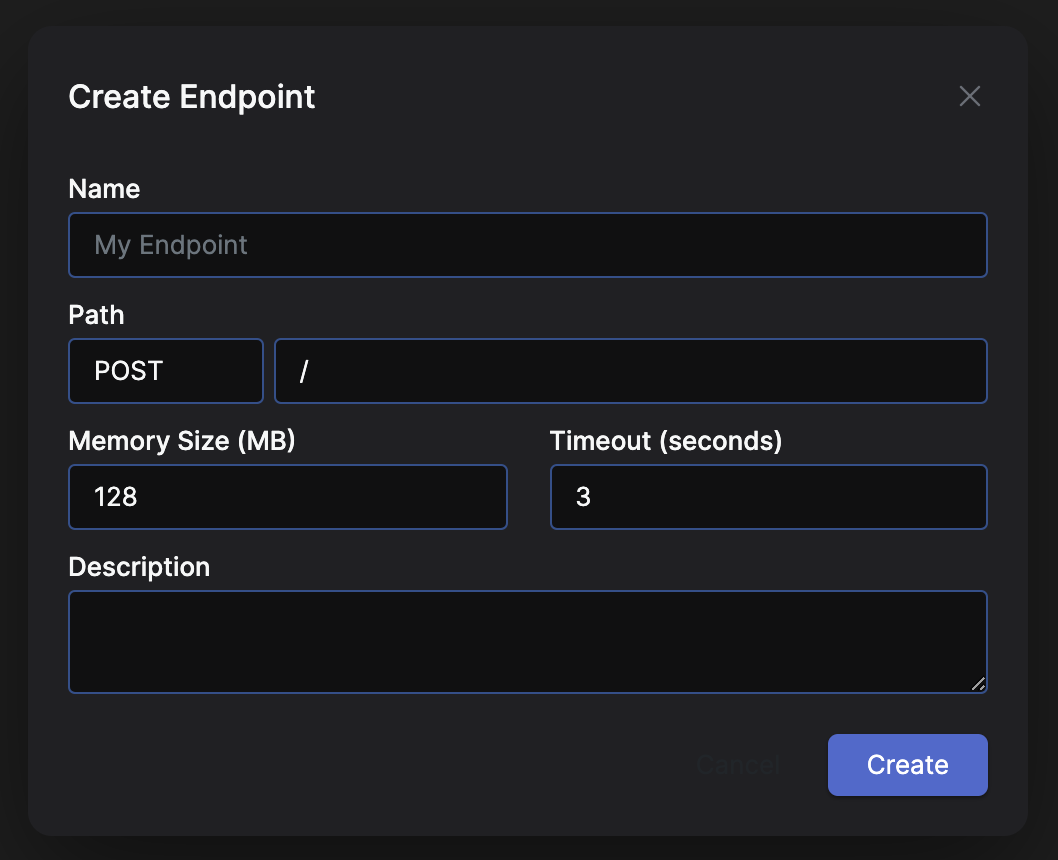 Create Endpoint
Name
My Endpoint
Path
POST /
Memory Size (MB) Timeout (seconds)
128 3
Description
Cancel Create